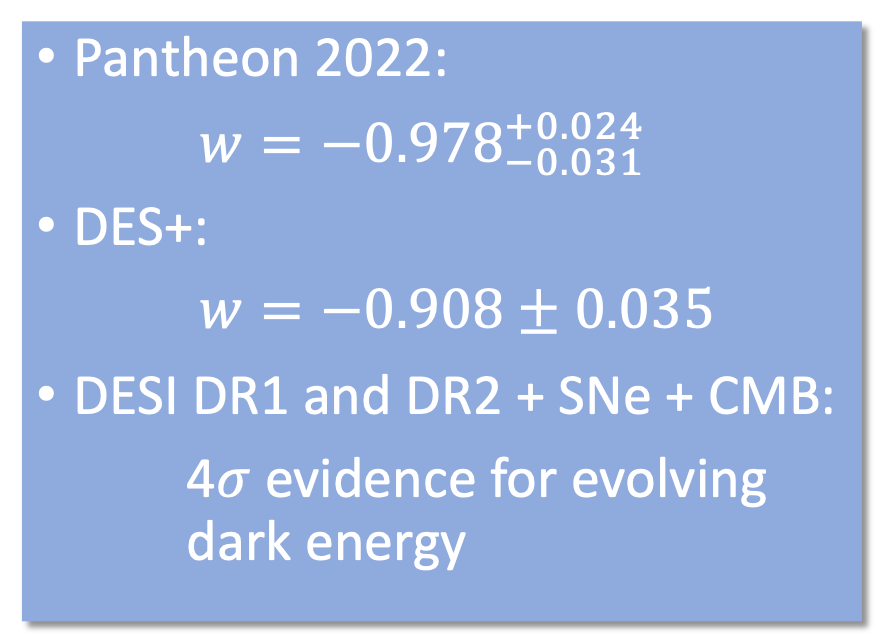 • Pantheon 2022:
w = −0.978^{+0.024}_{−0.031}
• DES+:
w = −0.908 ± 0.035
• DESI DR1 and DR2 + SNe + CMB:
4σ evidence for evolving
dark energy